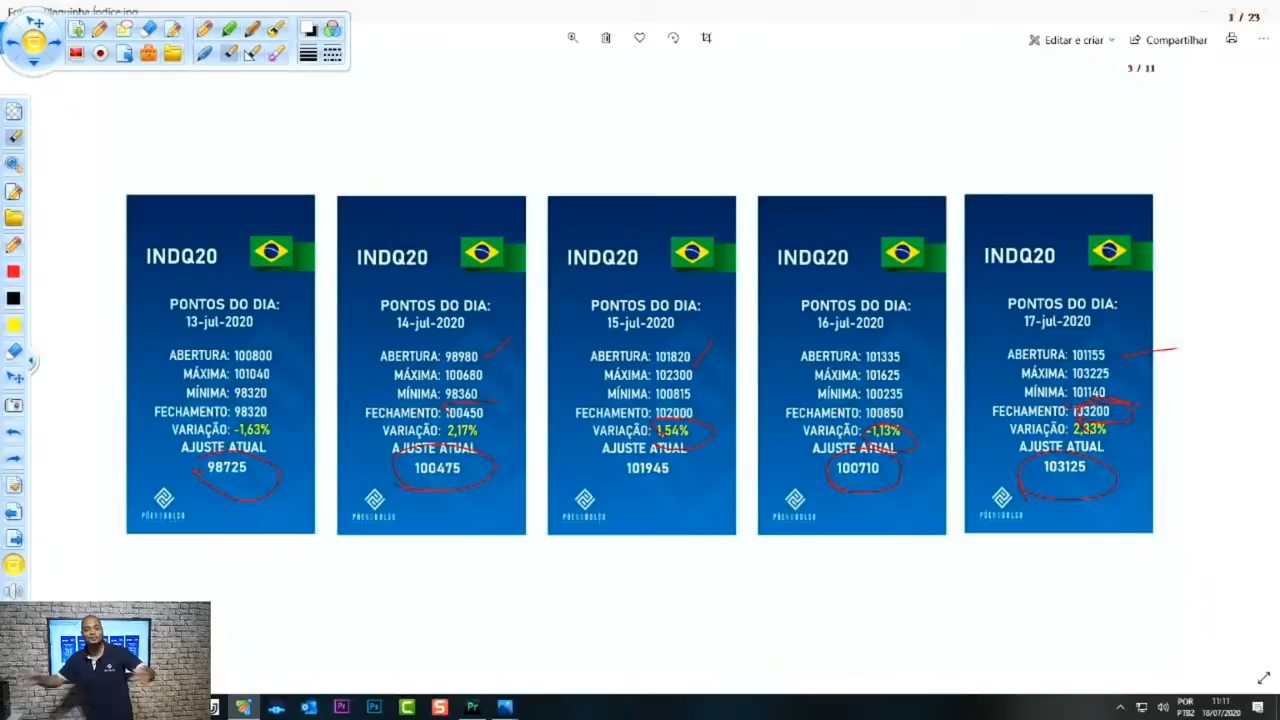 1 / 23
Editar e criar
Compartilhar
3 / 11
INDQ20
PONTOS DO DIA:
13-jul-2020
ABERTURA: 100800
MÁXIMA: 101040
MÍNIMA: 98320
FECHAMENTO: 98320
VARIAÇÃO: -1,63%
AJUSTE ATUAL
98725
PÕENOBOLSO
INDQ20
PONTOS DO DIA:
14-jul-2020
ABERTURA: 98980
MÁXIMA: 100680
MÍNIMA: 98360
FECHAMENTO: 100450
VARIAÇÃO: 2,17%
AJUSTE ATUAL
100475
PÕENOBOLSO
INDQ20
PONTOS DO DIA:
15-jul-2020
ABERTURA: 101820
MÁXIMA: 102300
MÍNIMA: 100815
FECHAMENTO: 102000
VARIAÇÃO: 1,54%
AJUSTE ATUAL
101945
PÕENOBOLSO
INDQ20
PONTOS DO DIA:
16-jul-2020
ABERTURA: 101335
MÁXIMA: 101625
MÍNIMA: 100235
FECHAMENTO: 100850
VARIAÇÃO: -1,13%
AJUSTE ATUAL
100710
PÕENOBOLSO
INDQ20
PONTOS DO DIA:
17-jul-2020
ABERTURA: 101155
MÁXIMA: 103225
MÍNIMA: 101140
FECHAMENTO: 103200
VARIAÇÃO: 2,33%
AJUSTE ATUAL
103125
PÕENOBOLSO
POR
PTB2
11:11
18/07/2020